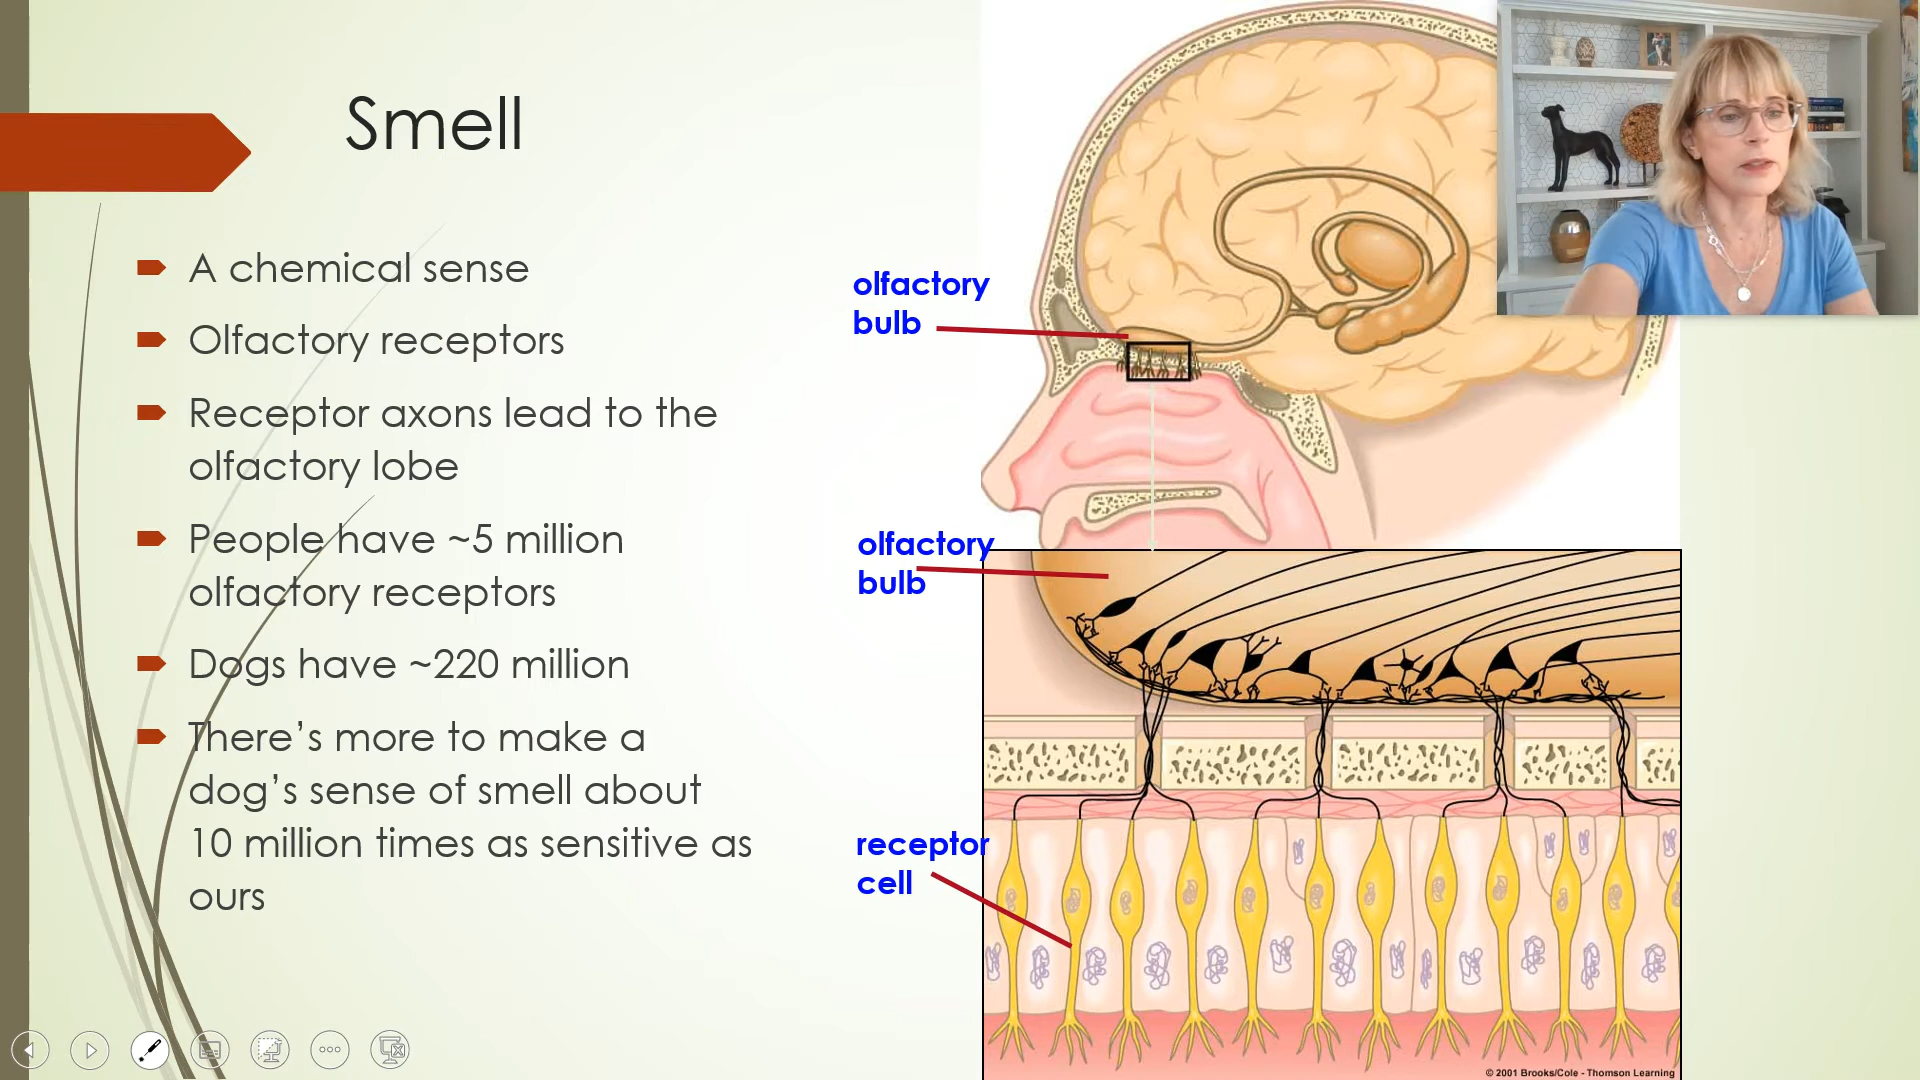 Smell
A chemical sense
Olfactory receptors
Receptor axons lead to the
olfactory lobe
People have ~5 million
olfactory receptors
Dogs have ~220 million
There’s more to make a
dog’s sense of smell about
10 million times as sensitive as
ours
olfactory
bulb
olfactory
bulb
receptor
cell
© 2001 Brooks/Cole - Thomson Learning